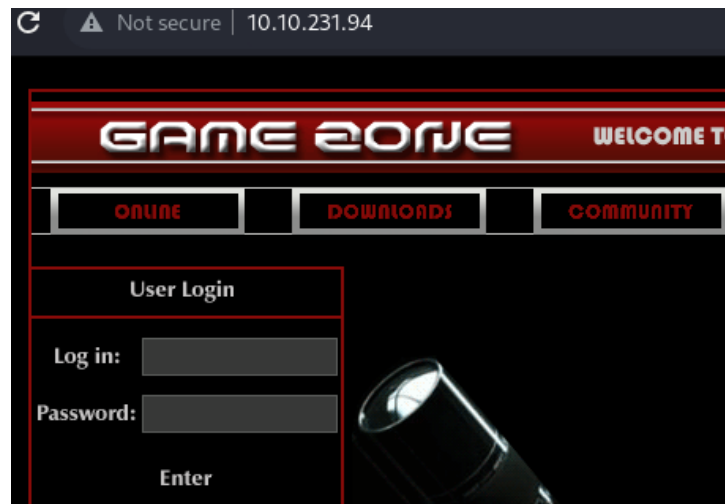 Not secure | 10.10.231.94
GAME ZONE
WELCOME T
ONLINE
DOWNLOADS
COMMUNITY
User Login
Log in:
Password:
Enter